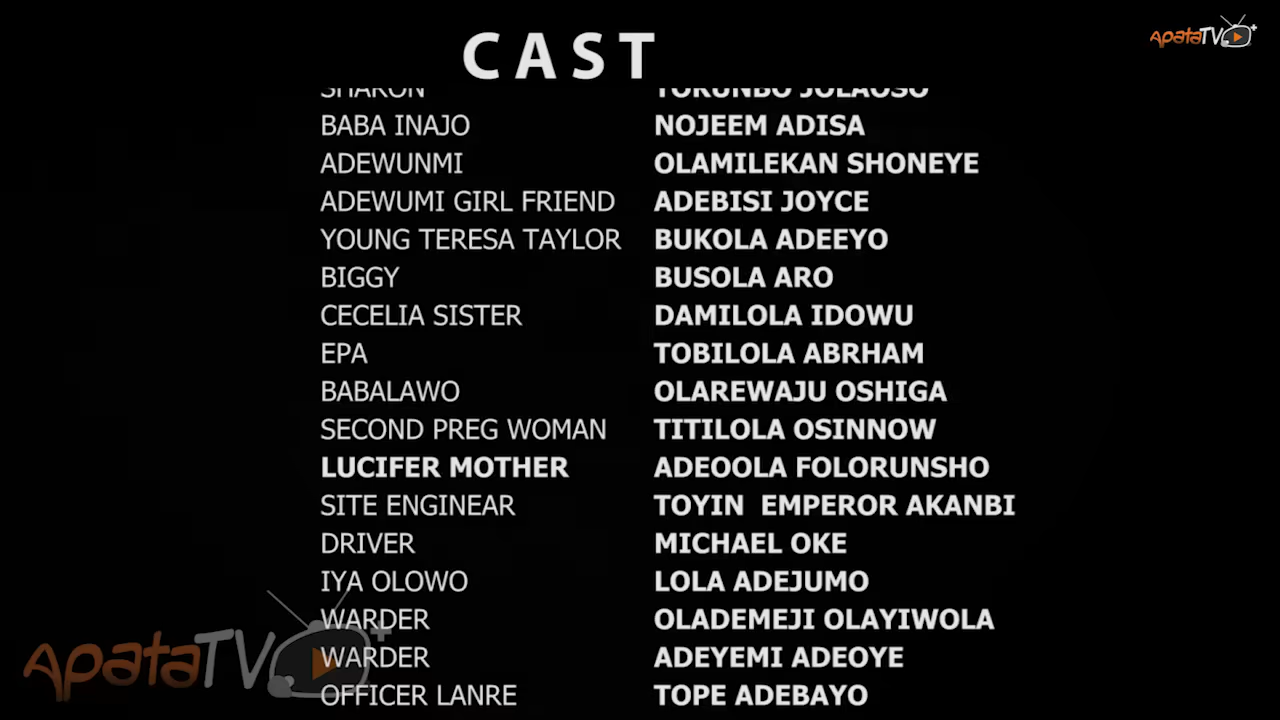 CAST
ApataTV+
SHARON TOKUNBO JOLAOSO
BABA INAJO NOJEEM ADISA
ADEWUNMI OLAMILEKAN SHONEYE
ADEWUMI GIRL FRIEND ADEBISI JOYCE
YOUNG TERESA TAYLOR BUKOLA ADEEYO
BIGGY BUSOLA ARO
CECELIA SISTER DAMILOLA IDOWU
EPA TOBILOLA ABRHAM
BABALAWO OLAREWAJU OSHIGA
SECOND PREG WOMAN TITILOLA OSINNOW
LUCIFER MOTHER ADEOOLA FOLORUNSHO
SITE ENGINEAR TOYIN  EMPEROR AKANBI
DRIVER MICHAEL OKE
IYA OLOWO LOLA ADEJUMO
WARDER OLADEMEJI OLAYIWOLA
WARDER ADEYEMI ADEOYE
OFFICER LANRE TOPE ADEBAYO
ApataTV+